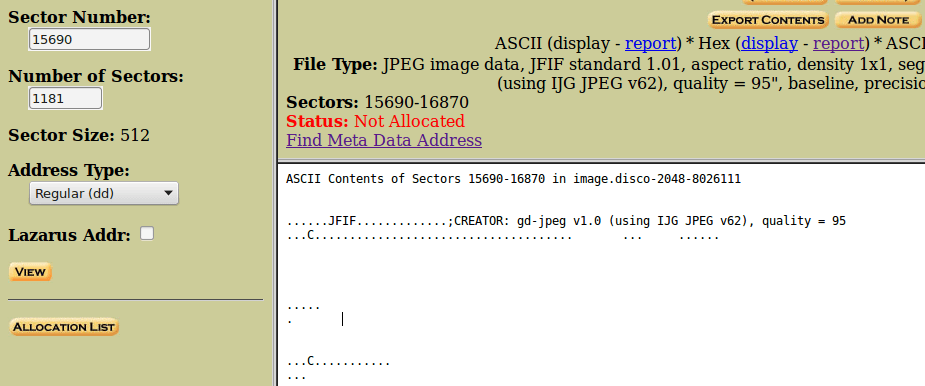 Sector Number:
15690
Number of Sectors:
1181
Sector Size: 512
Address Type:
Regular (dd)
Lazarus Addr:
VIEW
ALLOCATION LIST
EXPORT CONTENTS ADD NOTE
ASCII (display - report) * Hex (display - report) * ASCI
File Type: JPEG image data, JFIF standard 1.01, aspect ratio, density 1x1, seg
(using IJG JPEG v62), quality = 95", baseline, precisio
Sectors: 15690-16870
Status: Not Allocated
Find Meta Data Address
ASCII Contents of Sectors 15690-16870 in image.disco-2048-8026111
......JFIF.............;CREATOR: gd-jpeg v1.0 (using IJG JPEG v62), quality = 95
...C..................................... ... ......
.....
.
...C...........
...